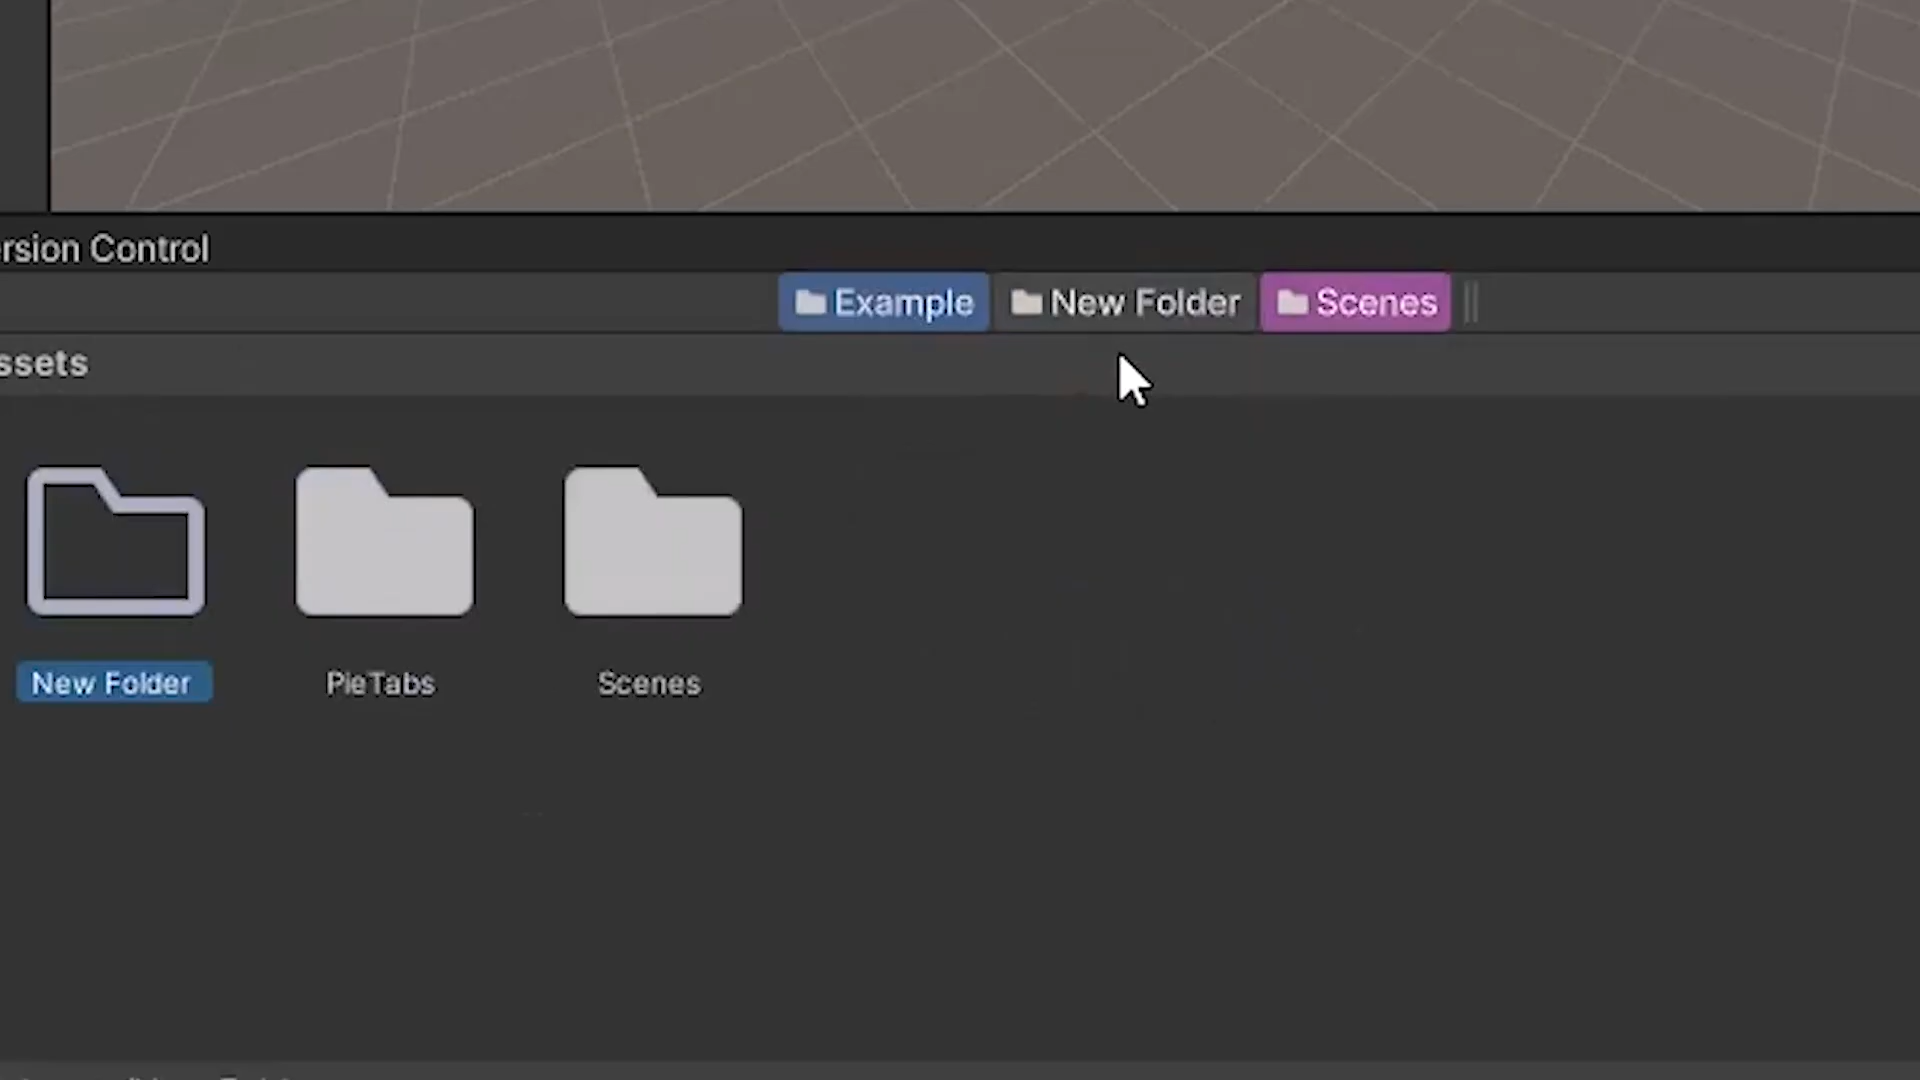 rsion Control
Example New Folder Scenes
ssets
New Folder PieTabs Scenes